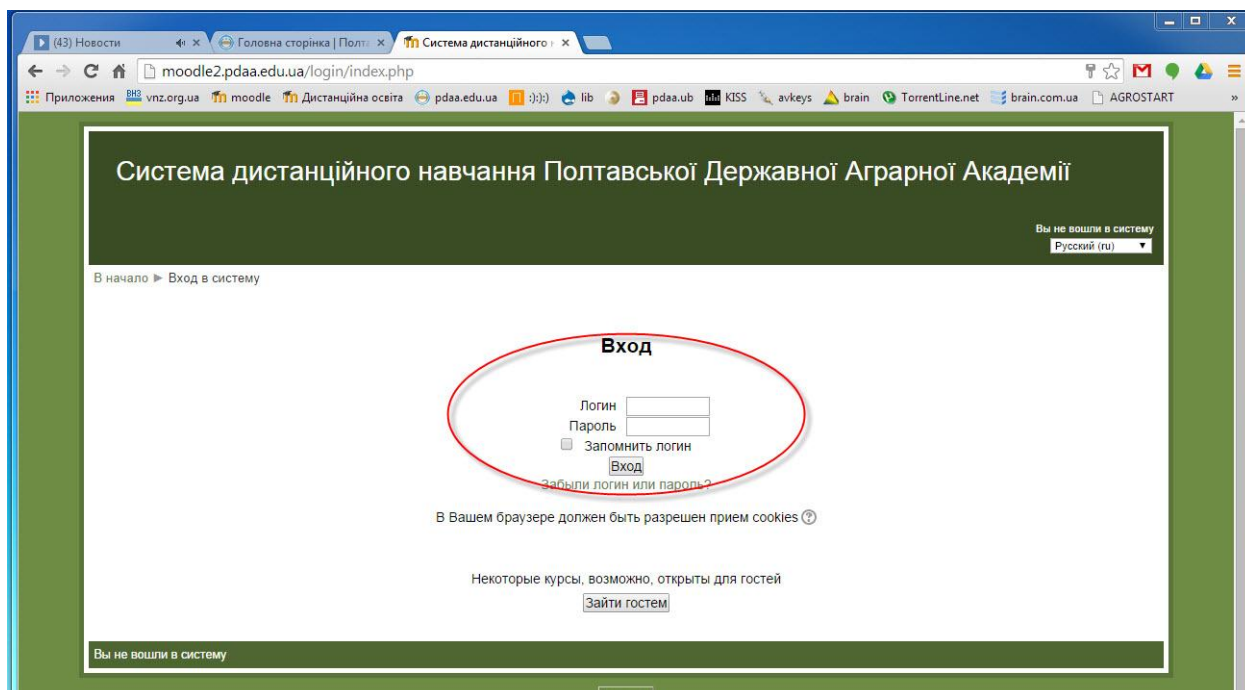 (43) Новости
Головна сторінка | Полта
Система дистанційного н
moodle2.pdaa.edu.ua/login/index.php
Приложения ВНЗ vnz.org.ua moodle Дистанційна освіта pdaa.edu.ua :):):) lib pdaa.ub KISS avkeys brain TorrentLine.net brain.com.ua AGROSTART »
Система дистанційного навчання Полтавської Державної Аграрної Академії
Вы не вошли в систему
Русский (ru)
В начало ► Вход в систему
Вход
Логин
Пароль
Запомнить логин
Вход
Забыли логин или пароль?
В Вашем браузере должен быть разрешен прием cookies
Некоторые курсы, возможно, открыты для гостей
Зайти гостем
Вы не вошли в систему